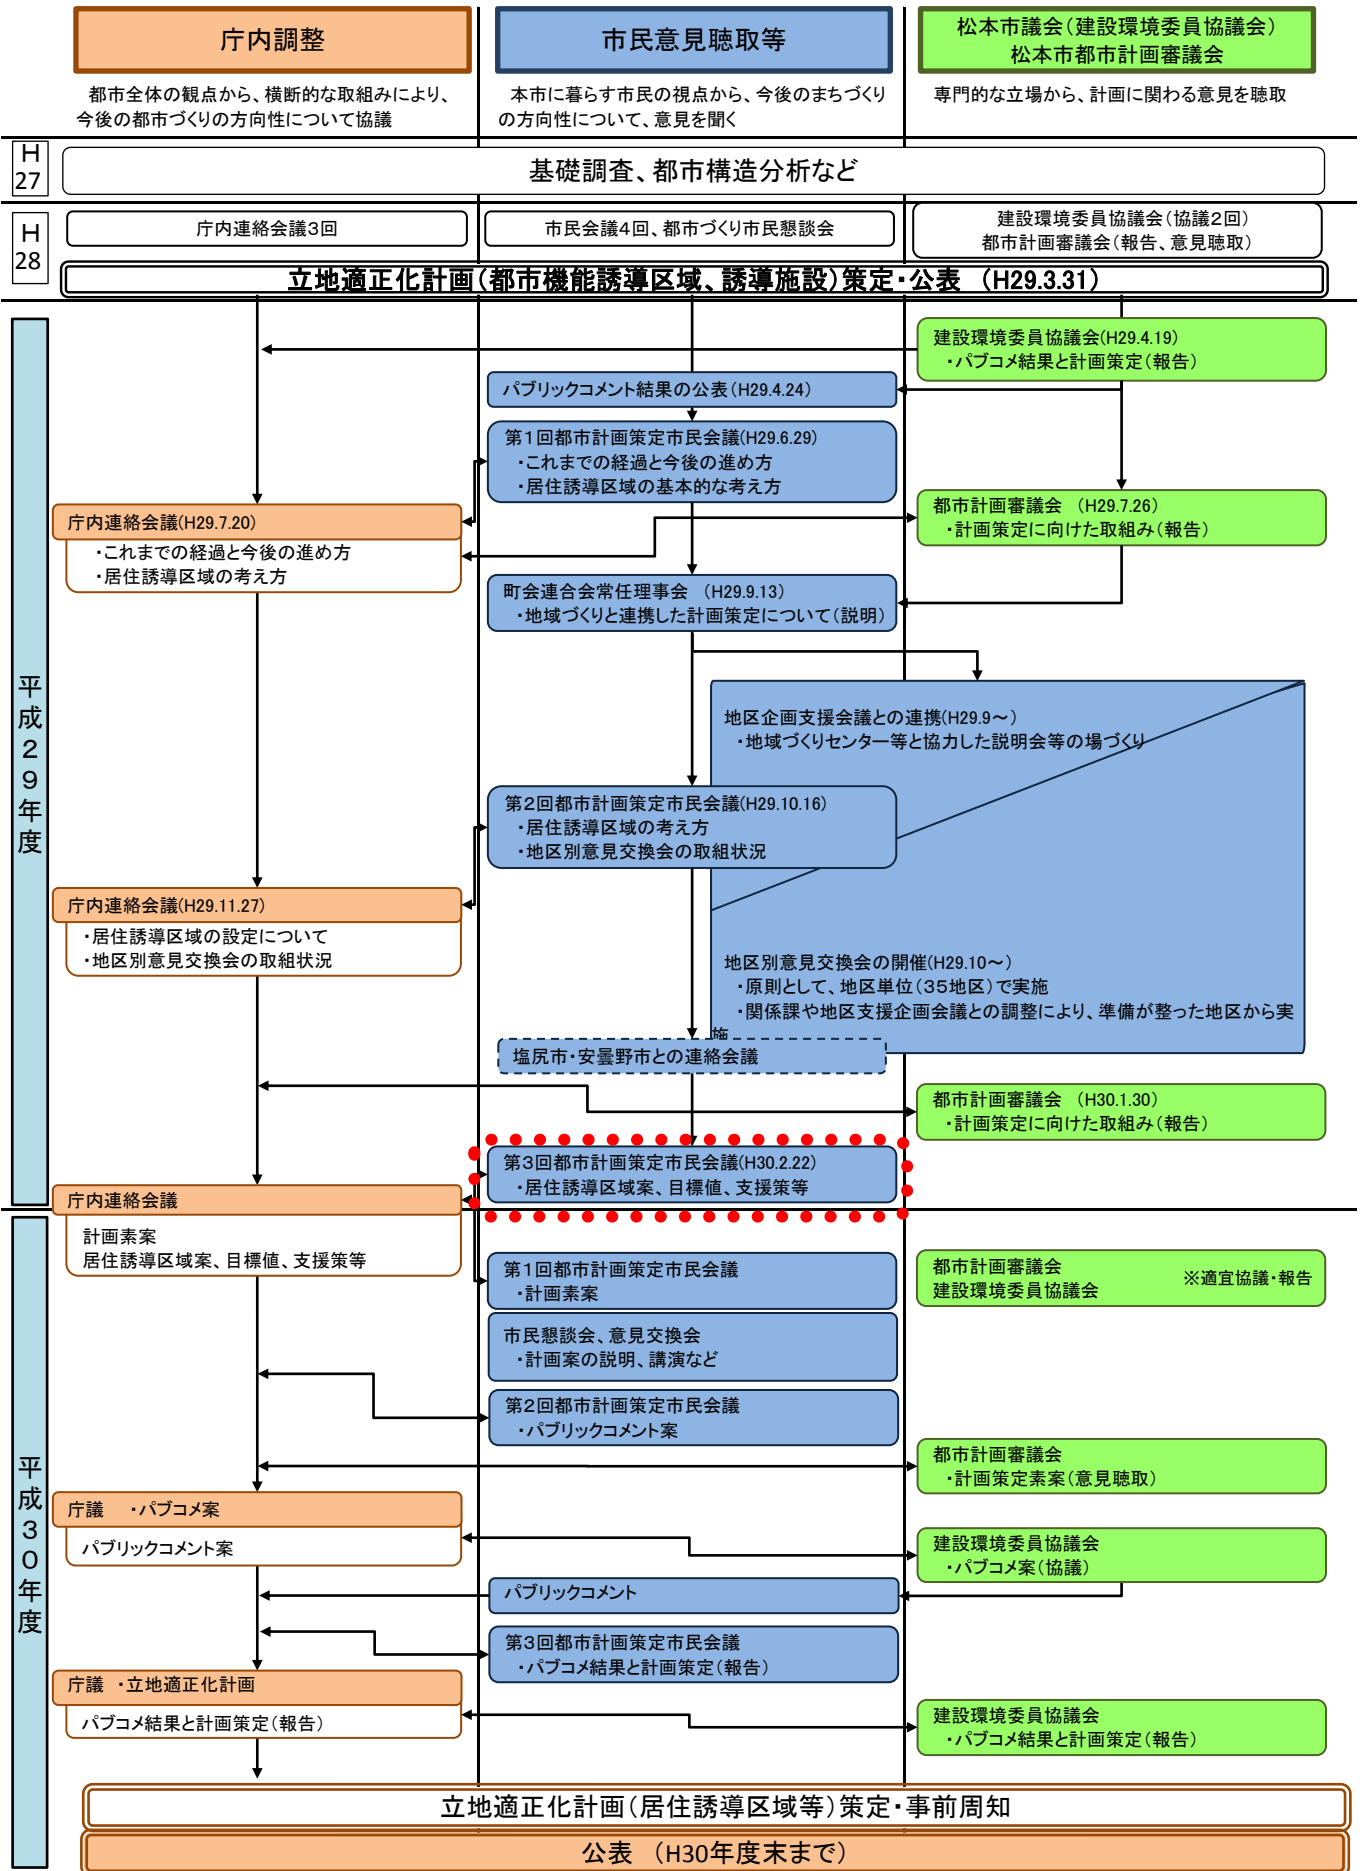 庁内調整
市民意見聴取等
松本市議会（建設環境委員協議会）
松本市都市計画審議会
都市全体の観点から、横断的な取組みにより、
今後の都市づくりの方向性について協議
本市に暮らす市民の視点から、今後のまちづくり
の方向性について、意見を聞く
専門的な立場から、計画に関わる意見を聴取
H
27
基礎調査、都市構造分析など
H
28
庁内連絡会議3回
市民会議4回、都市づくり市民懇談会
建設環境委員協議会（協議2回）
都市計画審議会（報告、意見聴取）
立地適正化計画（都市機能誘導区域、誘導施設）策定・公表　（H29.3.31）
平成29年度
建設環境委員協議会(H29.4.19)
・パブコメ結果と計画策定（報告）
パブリックコメント結果の公表（H29.4.24）
第1回都市計画策定市民会議(H29.6.29)
・これまでの経過と今後の進め方
・居住誘導区域の基本的な考え方
庁内連絡会議(H29.7.20)
・これまでの経過と今後の進め方
・居住誘導区域の考え方
都市計画審議会　（H29.7.26）
・計画策定に向けた取組み（報告）
町会連合会常任理事会　（H29.9.13）
・地域づくりと連携した計画策定について（説明）
地区企画支援会議との連携(H29.9～)
・地域づくりセンター等と協力した説明会等の場づくり
第2回都市計画策定市民会議(H29.10.16)
・居住誘導区域の考え方
・地区別意見交換会の取組状況
庁内連絡会議(H29.11.27)
・居住誘導区域の設定について
・地区別意見交換会の取組状況
地区別意見交換会の開催(H29.10～)
・原則として、地区単位（35地区）で実施
・関係課や地区支援企画会議との調整により、準備が整った地区から実
施
塩尻市・安曇野市との連絡会議
都市計画審議会　（H30.1.30）
・計画策定に向けた取組み（報告）
第3回都市計画策定市民会議(H30.2.22)
・居住誘導区域案、目標値、支援策等
庁内連絡会議
計画素案
居住誘導区域案、目標値、支援策等
平成30年度
第1回都市計画策定市民会議
・計画素案
都市計画審議会
建設環境委員協議会
※適宜協議・報告
市民懇談会、意見交換会
・計画案の説明、講演など
第2回都市計画策定市民会議
・パブリックコメント案
都市計画審議会
・計画策定素案（意見聴取）
庁議　・パブコメ案
パブリックコメント案
建設環境委員協議会
・パブコメ案（協議）
パブリックコメント
第3回都市計画策定市民会議
・パブコメ結果と計画策定（報告）
庁議　・立地適正化計画
パブコメ結果と計画策定（報告）
建設環境委員協議会
・パブコメ結果と計画策定（報告）
立地適正化計画（居住誘導区域等）策定・事前周知
公表　（H30年度末まで）